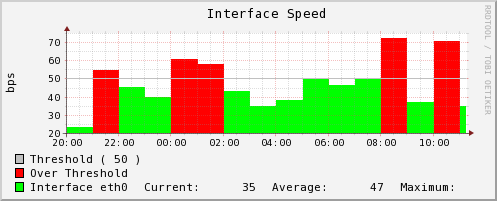 Interface Speed
RRDTOOL / TOBI OETIKER
bps
70
60
50
40
30
20
20:00 22:00 00:00 02:00 04:00 06:00 08:00 10:00
Threshold ( 50 )
Over Threshold
Interface eth0 Current: 35 Average: 47 Maximum: